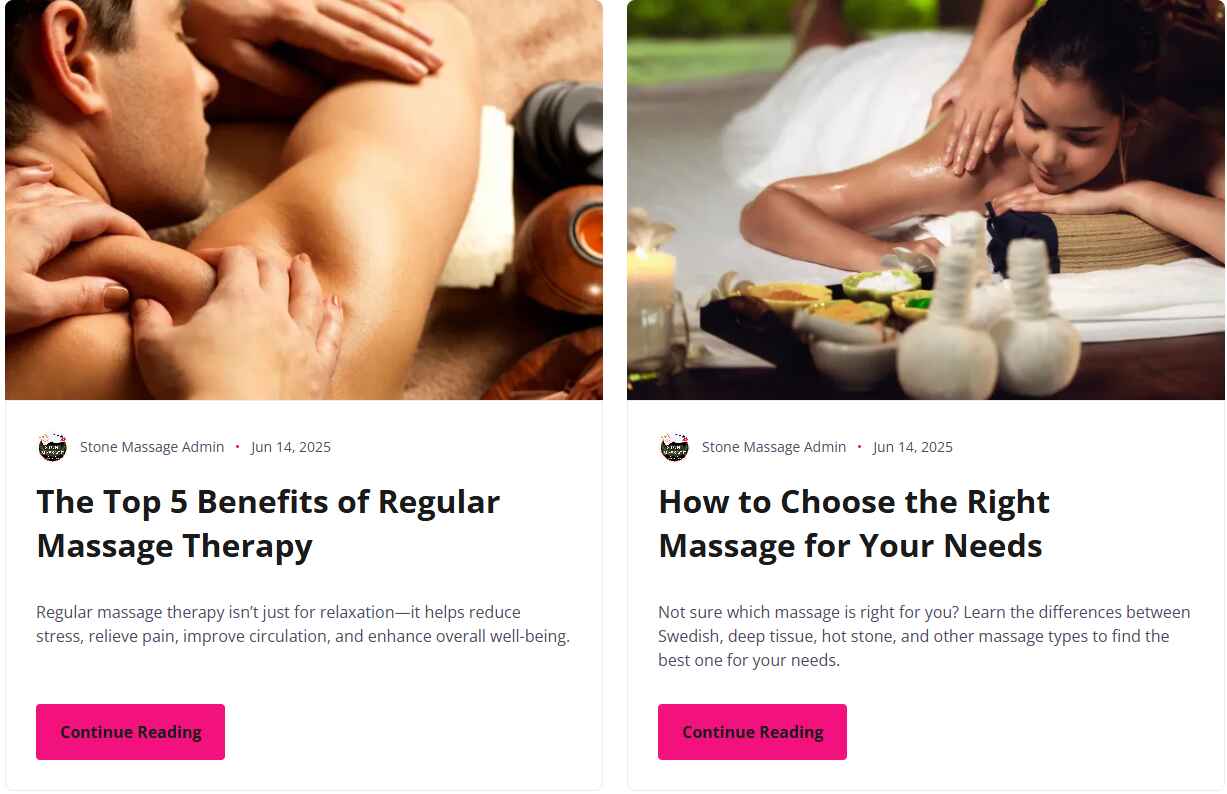 Stone Massage Admin • Jun 14, 2025
The Top 5 Benefits of Regular
Massage Therapy
Regular massage therapy isn’t just for relaxation—it helps reduce
stress, relieve pain, improve circulation, and enhance overall well-being.
Continue Reading
Stone Massage Admin • Jun 14, 2025
How to Choose the Right
Massage for Your Needs
Not sure which massage is right for you? Learn the differences between
Swedish, deep tissue, hot stone, and other massage types to find the
best one for your needs.
Continue Reading